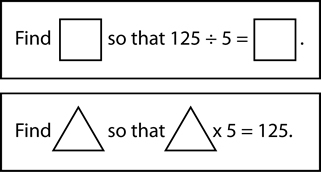 Find □ so that 125 ÷ 5 = □.
Find △ so that △ x 5 = 125.